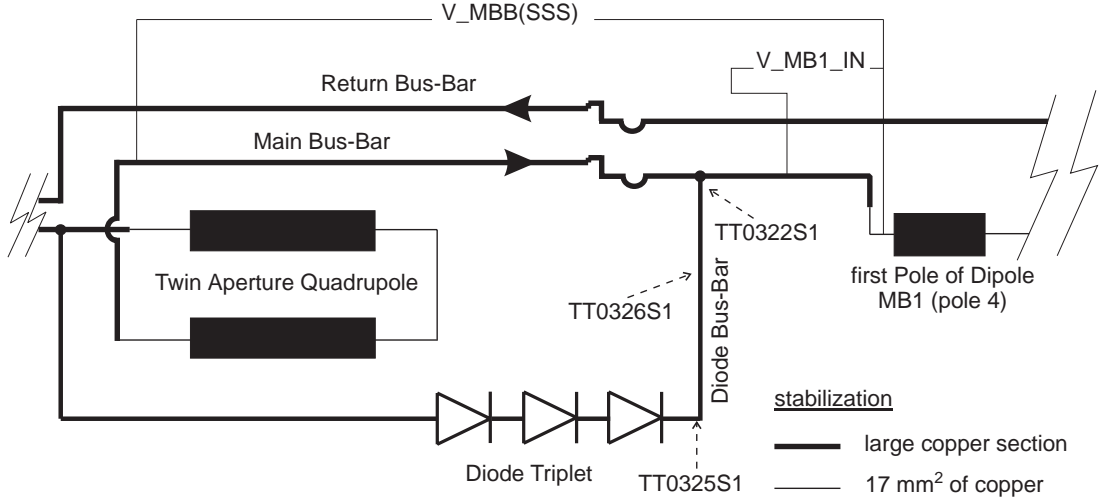 V_MBB(SSS)
V_MB1_IN
Return Bus-Bar
Main Bus-Bar
TT0322S1
Twin Aperture Quadrupole
first Pole of Dipole
MB1 (pole 4)
TT0326S1
Diode Bus-Bar
stabilization
large copper section
Diode Triplet
TT0325S1
17 mm² of copper